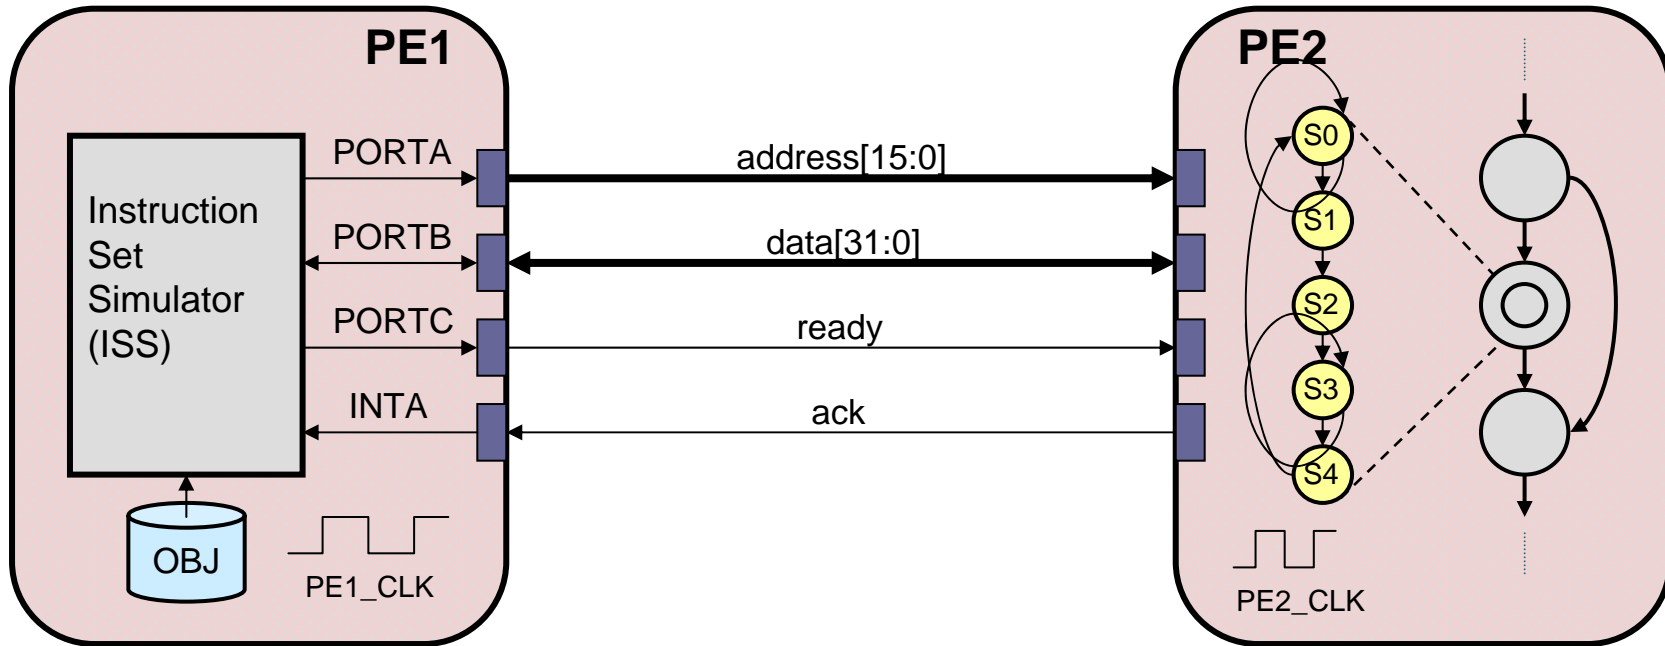 PE1
Instruction
Set
Simulator
(ISS)
PORTA
PORTB
PORTC
INTA
OBJ
PE1_CLK
address[15:0]
data[31:0]
ready
ack
PE2
S0
S1
S2
S3
S4
PE2_CLK